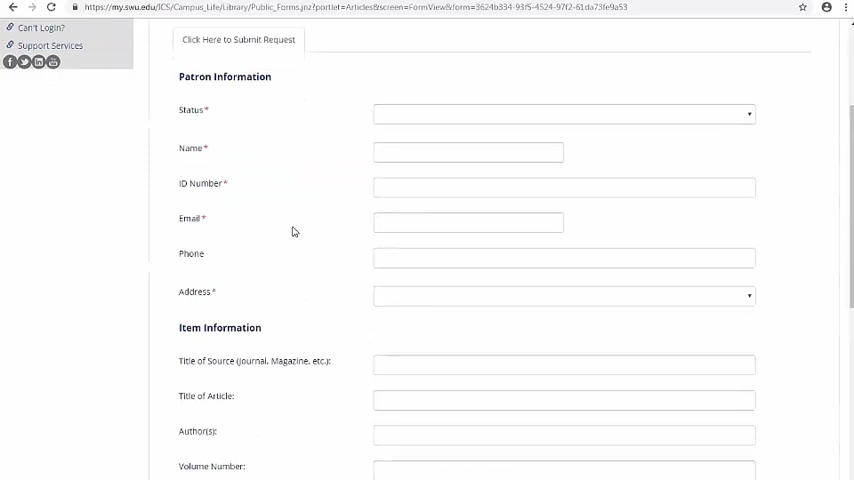 https://my.swu.edu/ICS/Campus_Life/Library/Public_Forms.jnz?portlet=Articles&screen=FormView&form=3624b334-93f5-4524-97f2-61da73fe9a53
Can't Login?
Support Services
Click Here to Submit Request
Patron Information
Status*
Name*
ID Number*
Email*
Phone
Address*
Item Information
Title of Source (Journal, Magazine, etc.):
Title of Article:
Author(s):
Volume Number: